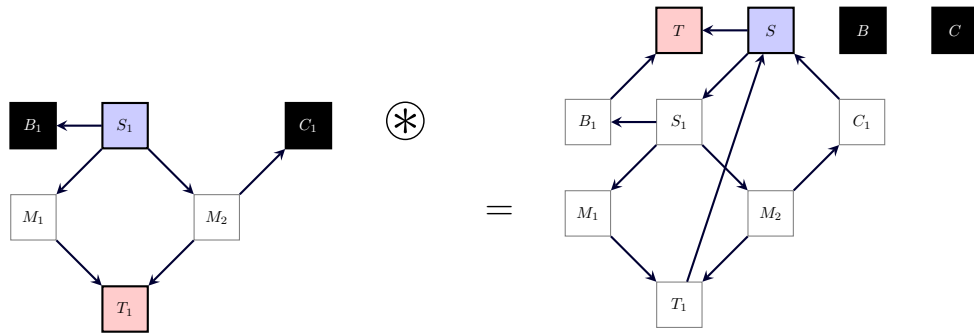 T S B C
B₁ S₁ C₁ ⊛ B₁ S₁ C₁
M₁ M₂ = M₁ M₂
T₁ T₁